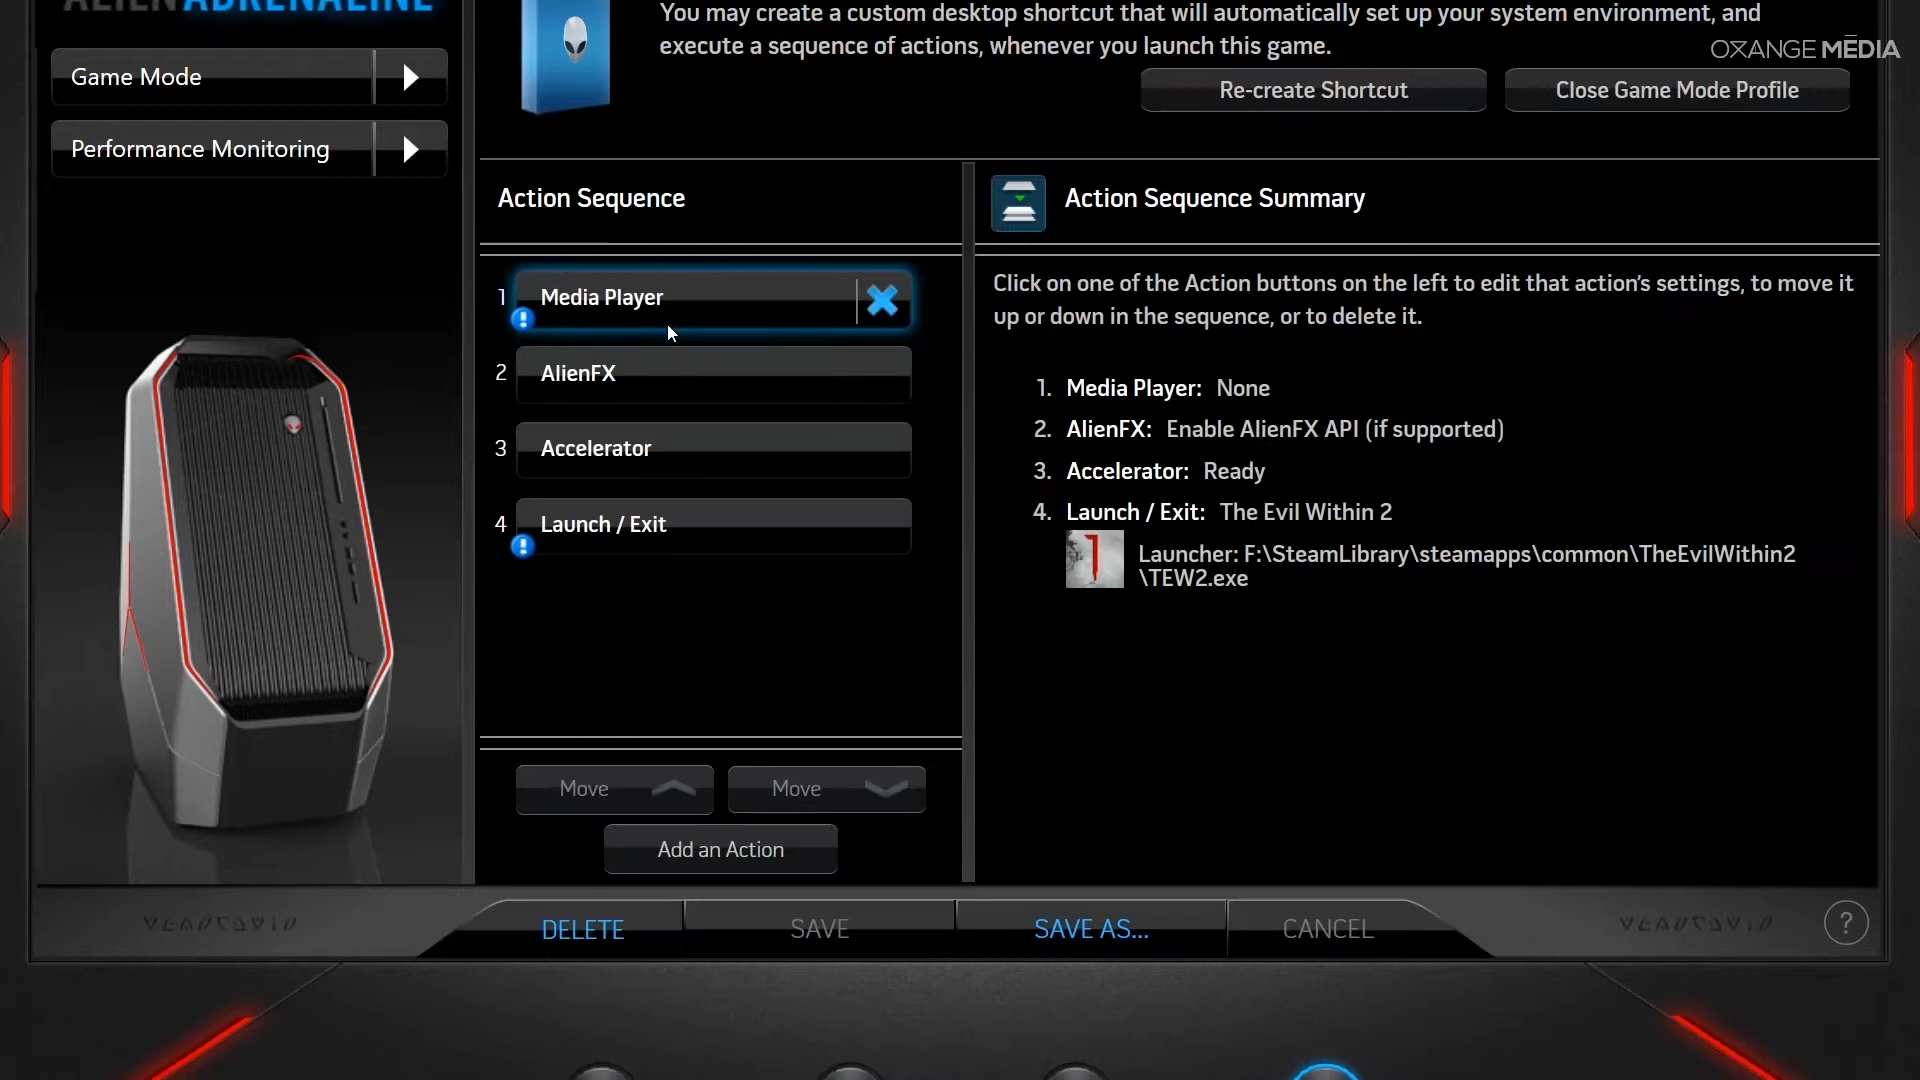 ALIENADRENALINE
You may create a custom desktop shortcut that will automatically set up your system environment, and
execute a sequence of actions, whenever you launch this game.
OXANGE MEDIA
Game Mode
Re-create Shortcut
Close Game Mode Profile
Performance Monitoring
Action Sequence
Action Sequence Summary
Click on one of the Action buttons on the left to edit that action's settings, to move it
up or down in the sequence, or to delete it.
1 Media Player
2 AlienFX
3 Accelerator
4 Launch / Exit
1. Media Player: None
2. AlienFX: Enable AlienFX API (if supported)
3. Accelerator: Ready
4. Launch / Exit: The Evil Within 2
Launcher: F:\SteamLibrary\steamapps\common\TheEvilWithin2
\TEW2.exe
Move
Move
Add an Action
DELETE
SAVE
SAVE AS...
CANCEL
?